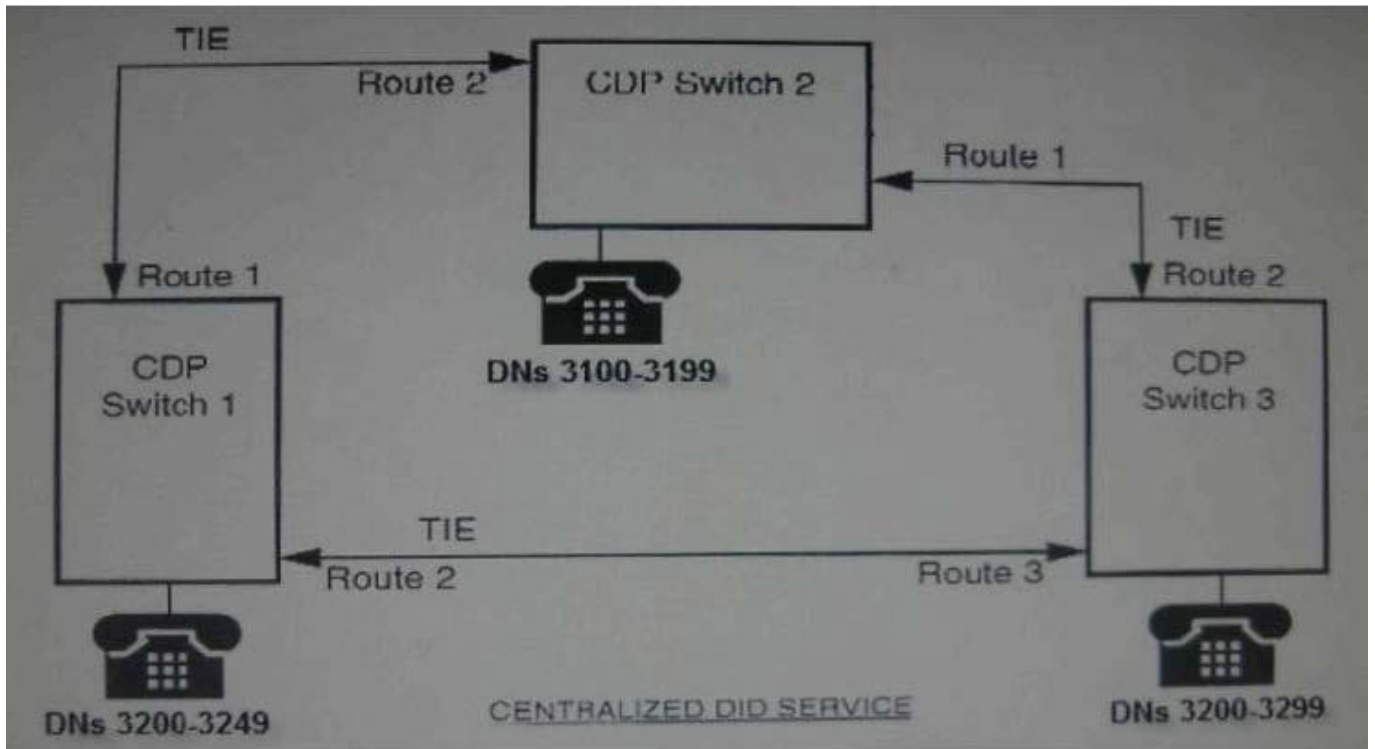 TIE
Route 2
CDP Switch 2
Route 1
TIE
Route 2
Route 1
CDP
Switch 1
DNs 3100-3199
CDP
Switch 3
TIE
Route 2
Route 3
DNs 3200-3249
CENTRALIZED DID SERVICE
DNs 3200-3299